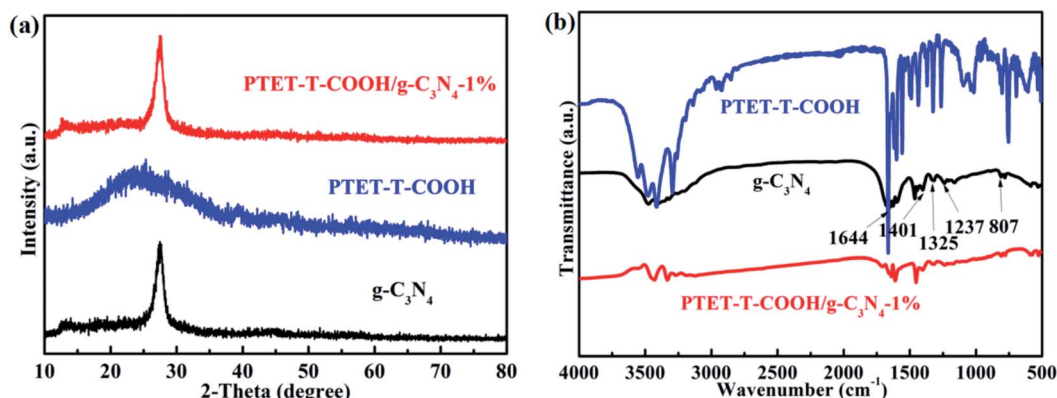 (a)
PTET-T-COOH/g-C₃N₄-1%
PTET-T-COOH
g-C₃N₄
Intensity (a.u.)
10 20 30 40 50 60 70 80
2-Theta (degree)
(b)
PTET-T-COOH
g-C₃N₄
1644 1401 1325 1237 807
PTET-T-COOH/g-C₃N₄-1%
Transmittance (a.u.)
4000 3500 3000 2500 2000 1500 1000 500
Wavenumber (cm⁻¹)